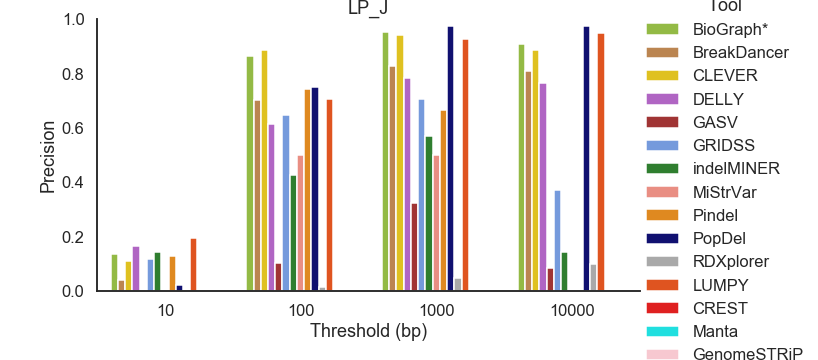 LP_J
Tool
1.0
0.8
0.6
0.4
0.2
0.0
Precision
10
100
1000
10000
Threshold (bp)
BioGraph*
BreakDancer
CLEVER
DELLY
GASV
GRIDSS
indelMINER
MiStrVar
Pindel
PopDel
RDXplorer
LUMPY
CREST
Manta
GenomeSTRiP